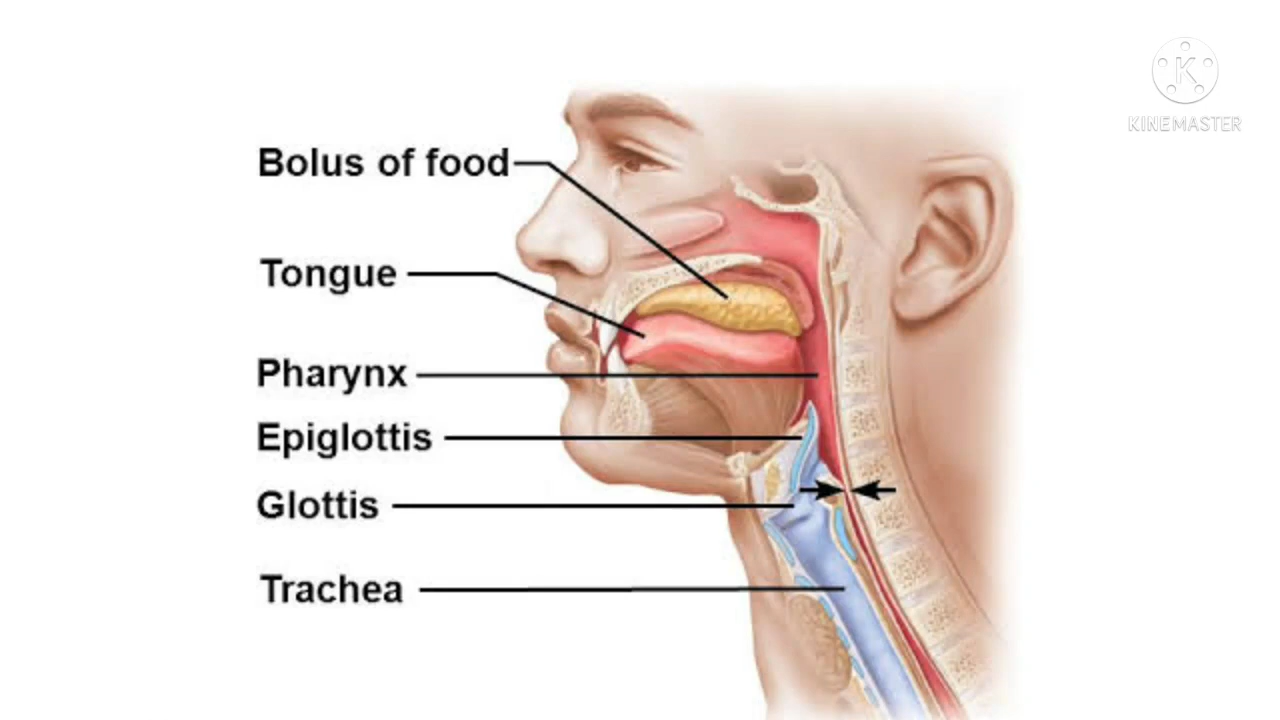 KINEMASTER
Bolus of food
Tongue
Pharynx
Epiglottis
Glottis
Trachea